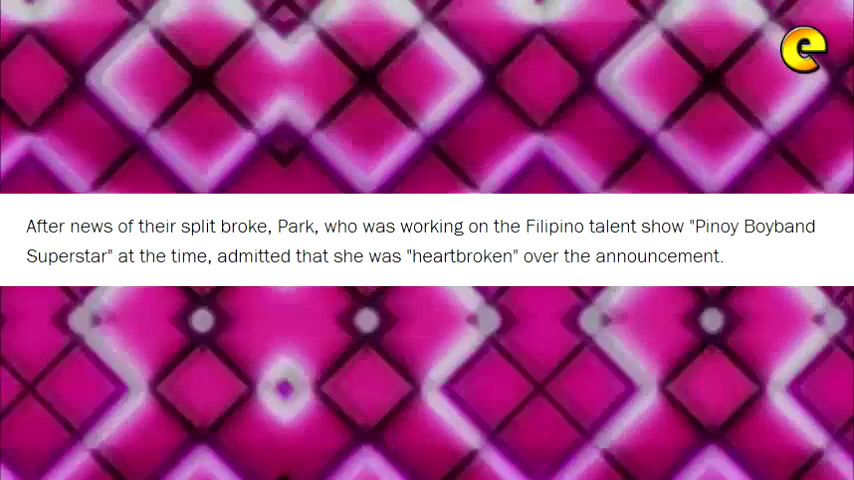 e
After news of their split broke, Park, who was working on the Filipino talent show "Pinoy Boyband
Superstar" at the time, admitted that she was "heartbroken" over the announcement.